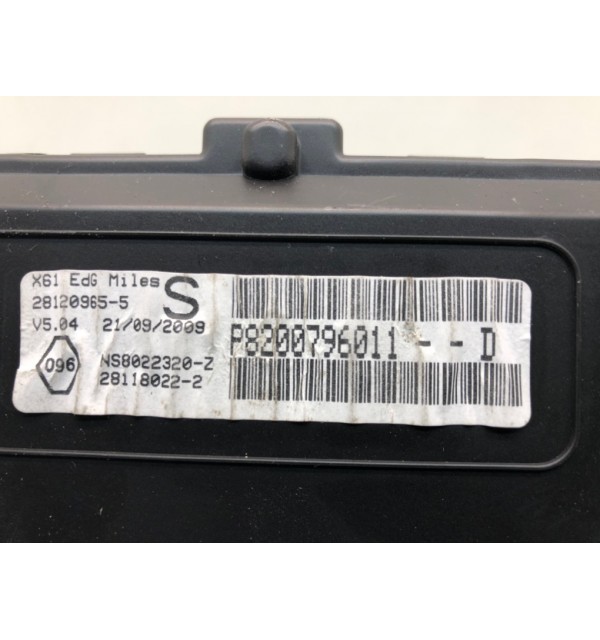 X61 EdG Miles S
28120965-5
V5.04 21/09/2009
P8200796011 - - D
096
NS8022320-Z
28118022-2